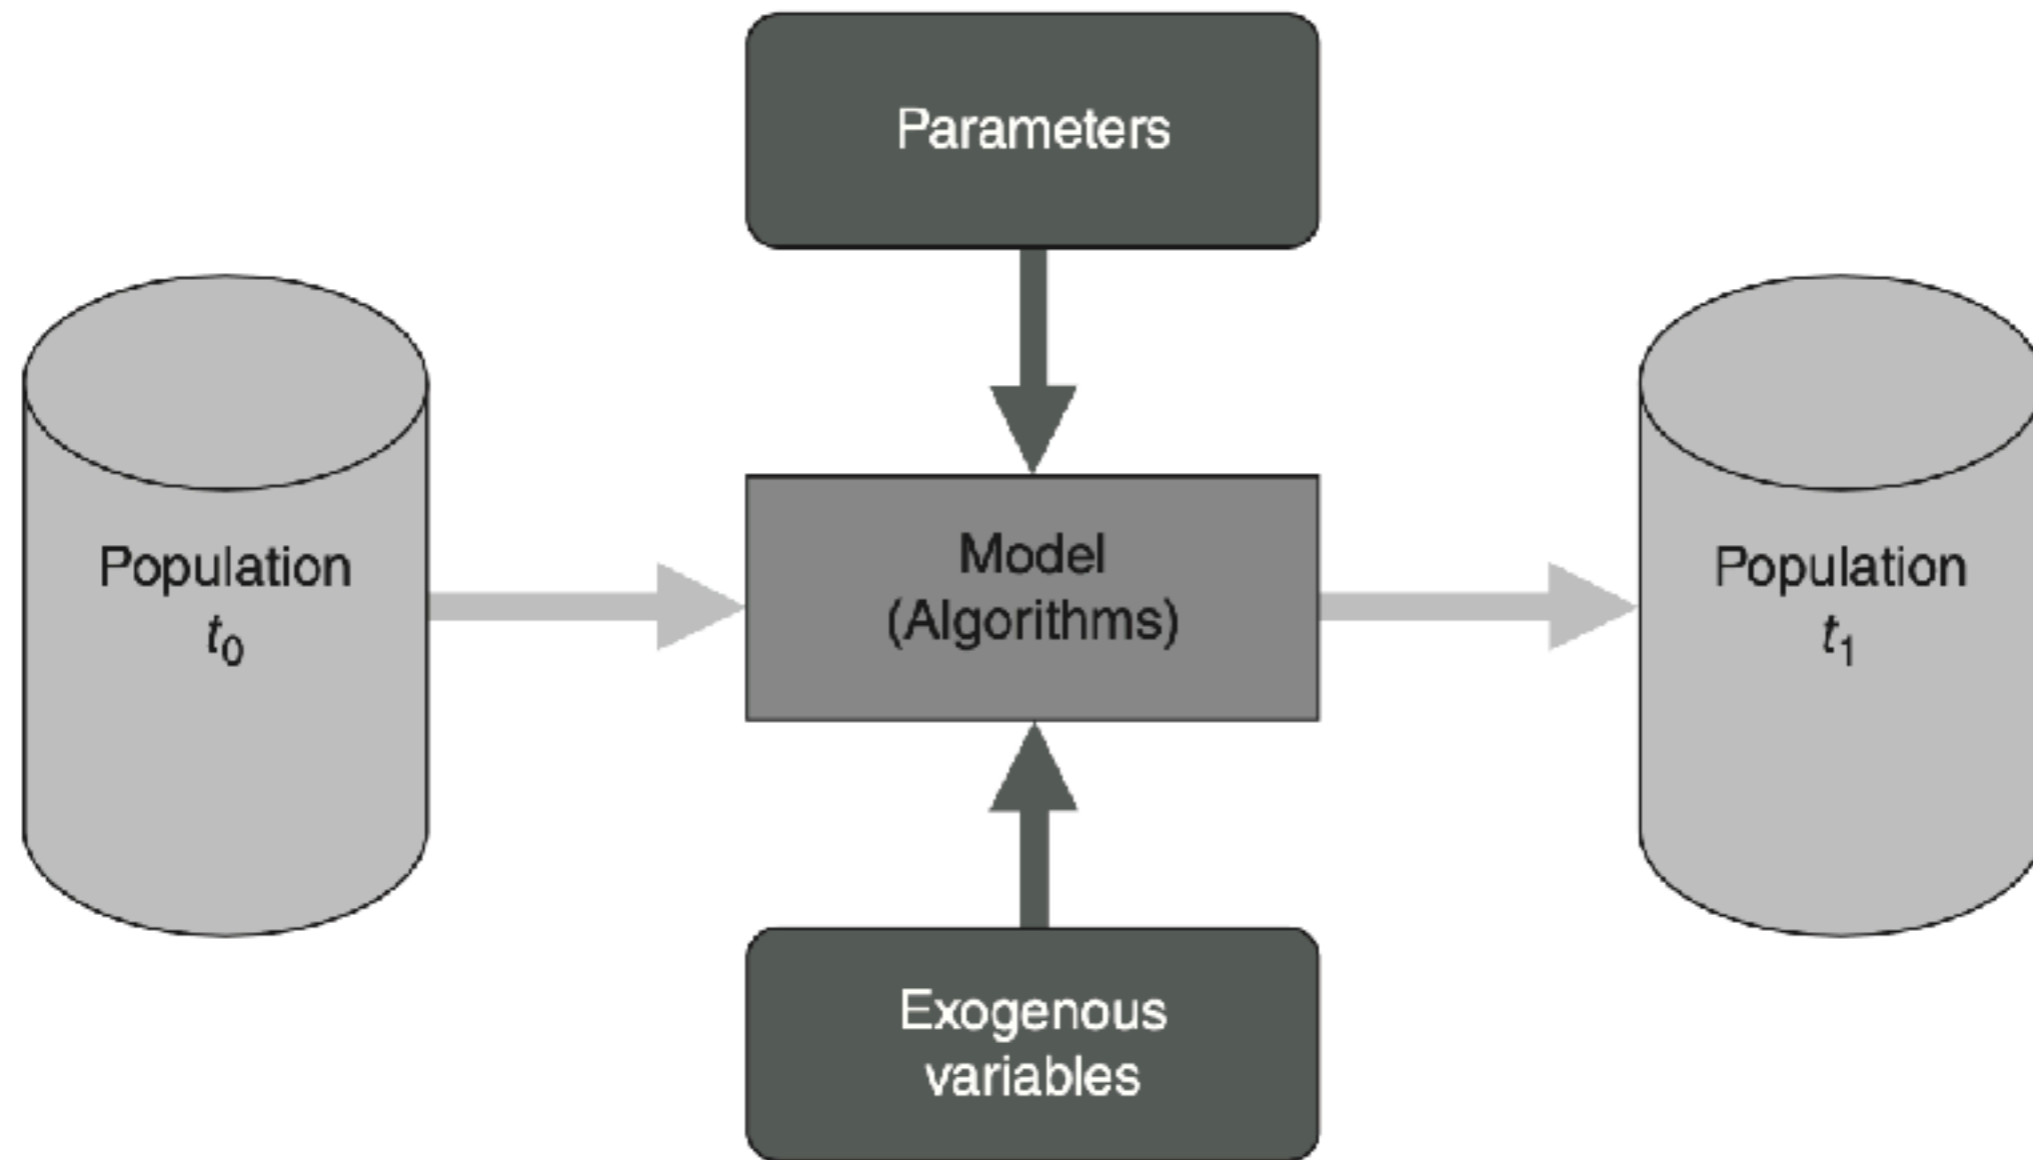 Parameters
Population
t₀
Model
(Algorithms)
Population
t₁
Exogenous
variables